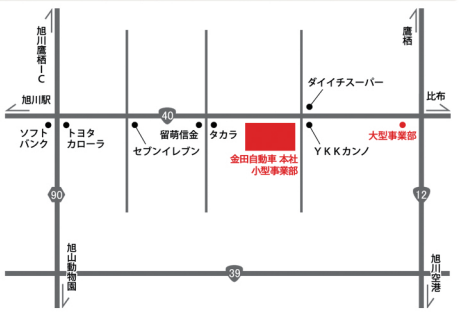 旭川鷹栖IC
鷹栖
旭川駅
ダイイチスーパー
比布
40
ソフト
バンク
トヨタ
カローラ
セブンイレブン
留萌信金
タカラ
金田自動車 本社
小型事業部
YKKカンノ
大型事業部
90
12
旭山動物園
39
旭川空港